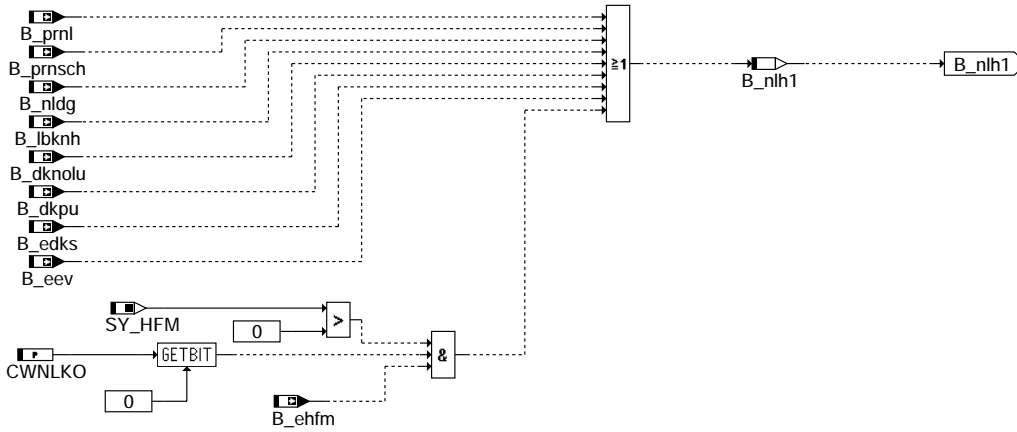 B_prnl
B_prnsch
B_nldg
B_lbknh
B_dknolu
B_dkpu
B_edks
B_eev
≧1
B_nlh1
B_nlh1
SY_HFM
0
>
CWNLKO
P
GETBIT
0
&
B_ehfm